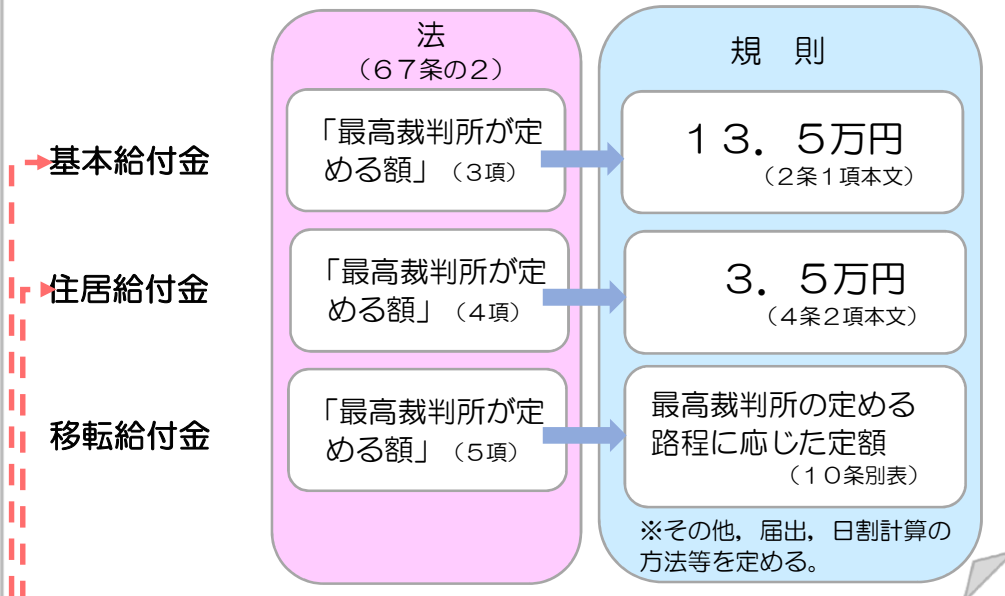 法
（６７条の２）
規　則
基本給付金
「最高裁判所が定
める額」（３項）
１３．５万円
（２条１項本文）
住居給付金
「最高裁判所が定
める額」（４項）
３．５万円
（４条２項本文）
移転給付金
「最高裁判所が定
める額」（５項）
最高裁判所の定める
路程に応じた定額
（１０条別表）
※その他，届出，日割計算の
方法等を定める。